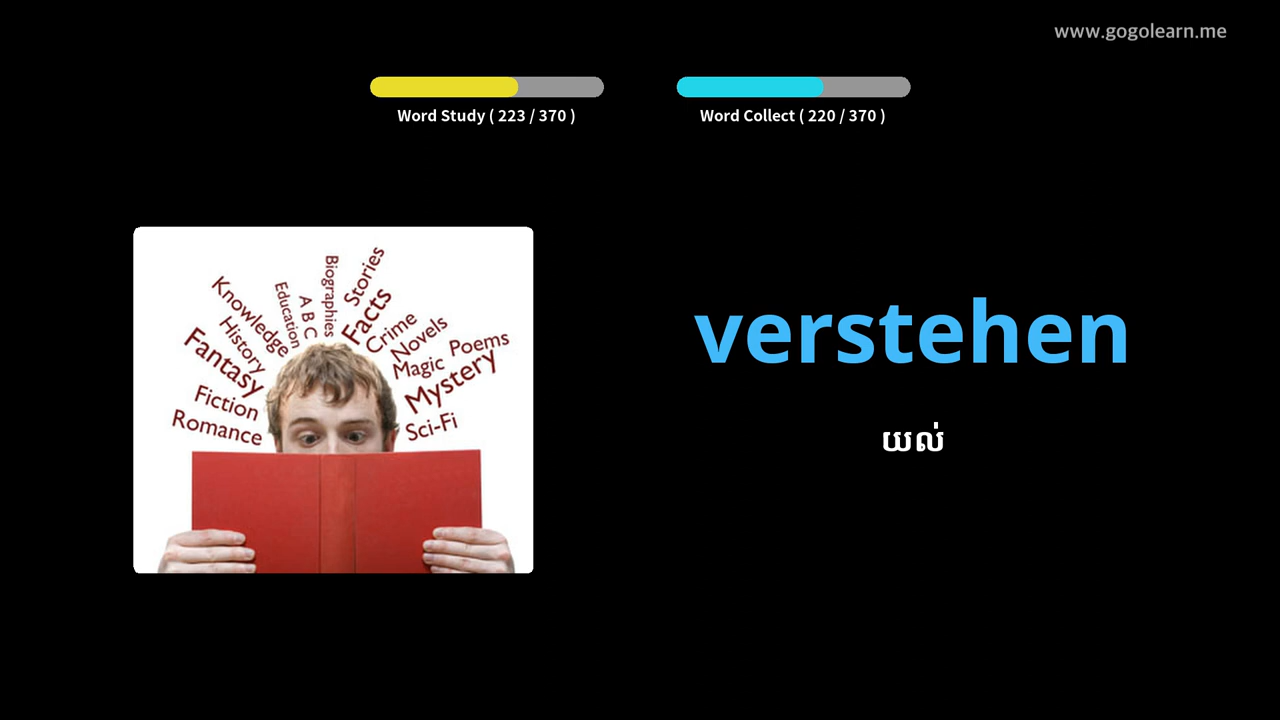 www.gogolearn.me
Word Study ( 223 / 370 )
Word Collect ( 220 / 370 )
Knowledge
History
Fantasy
Fiction
Romance
Education
A B C
Biographies
Stories
Facts
Crime
Novels
Magic
Poems
Mystery
Sci-Fi
verstehen
យល់